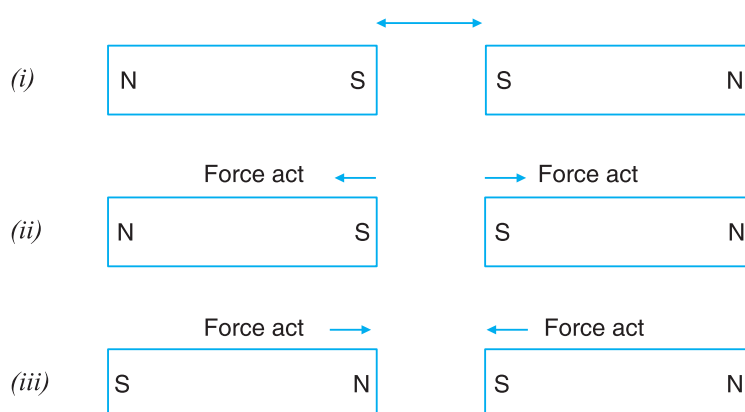 (i) N S S N
Force act Force act
(ii) N S S N
Force act Force act
(iii) S N S N